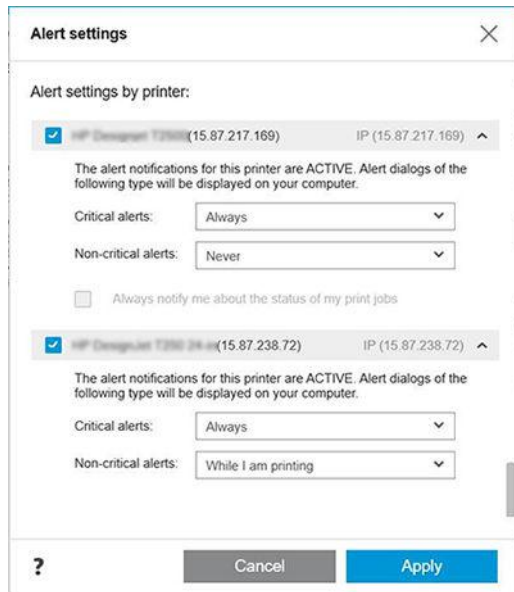 Alert settings
Alert settings by printer:
(15.87.217.169) IP (15.87.217.169)
The alert notifications for this printer are ACTIVE. Alert dialogs of the
following type will be displayed on your computer.
Critical alerts: Always
Non-critical alerts: Never
Always notify me about the status of my print jobs
(15.87.238.72) IP (15.87.238.72)
The alert notifications for this printer are ACTIVE. Alert dialogs of the
following type will be displayed on your computer.
Critical alerts: Always
Non-critical alerts: While I am printing
? Cancel Apply